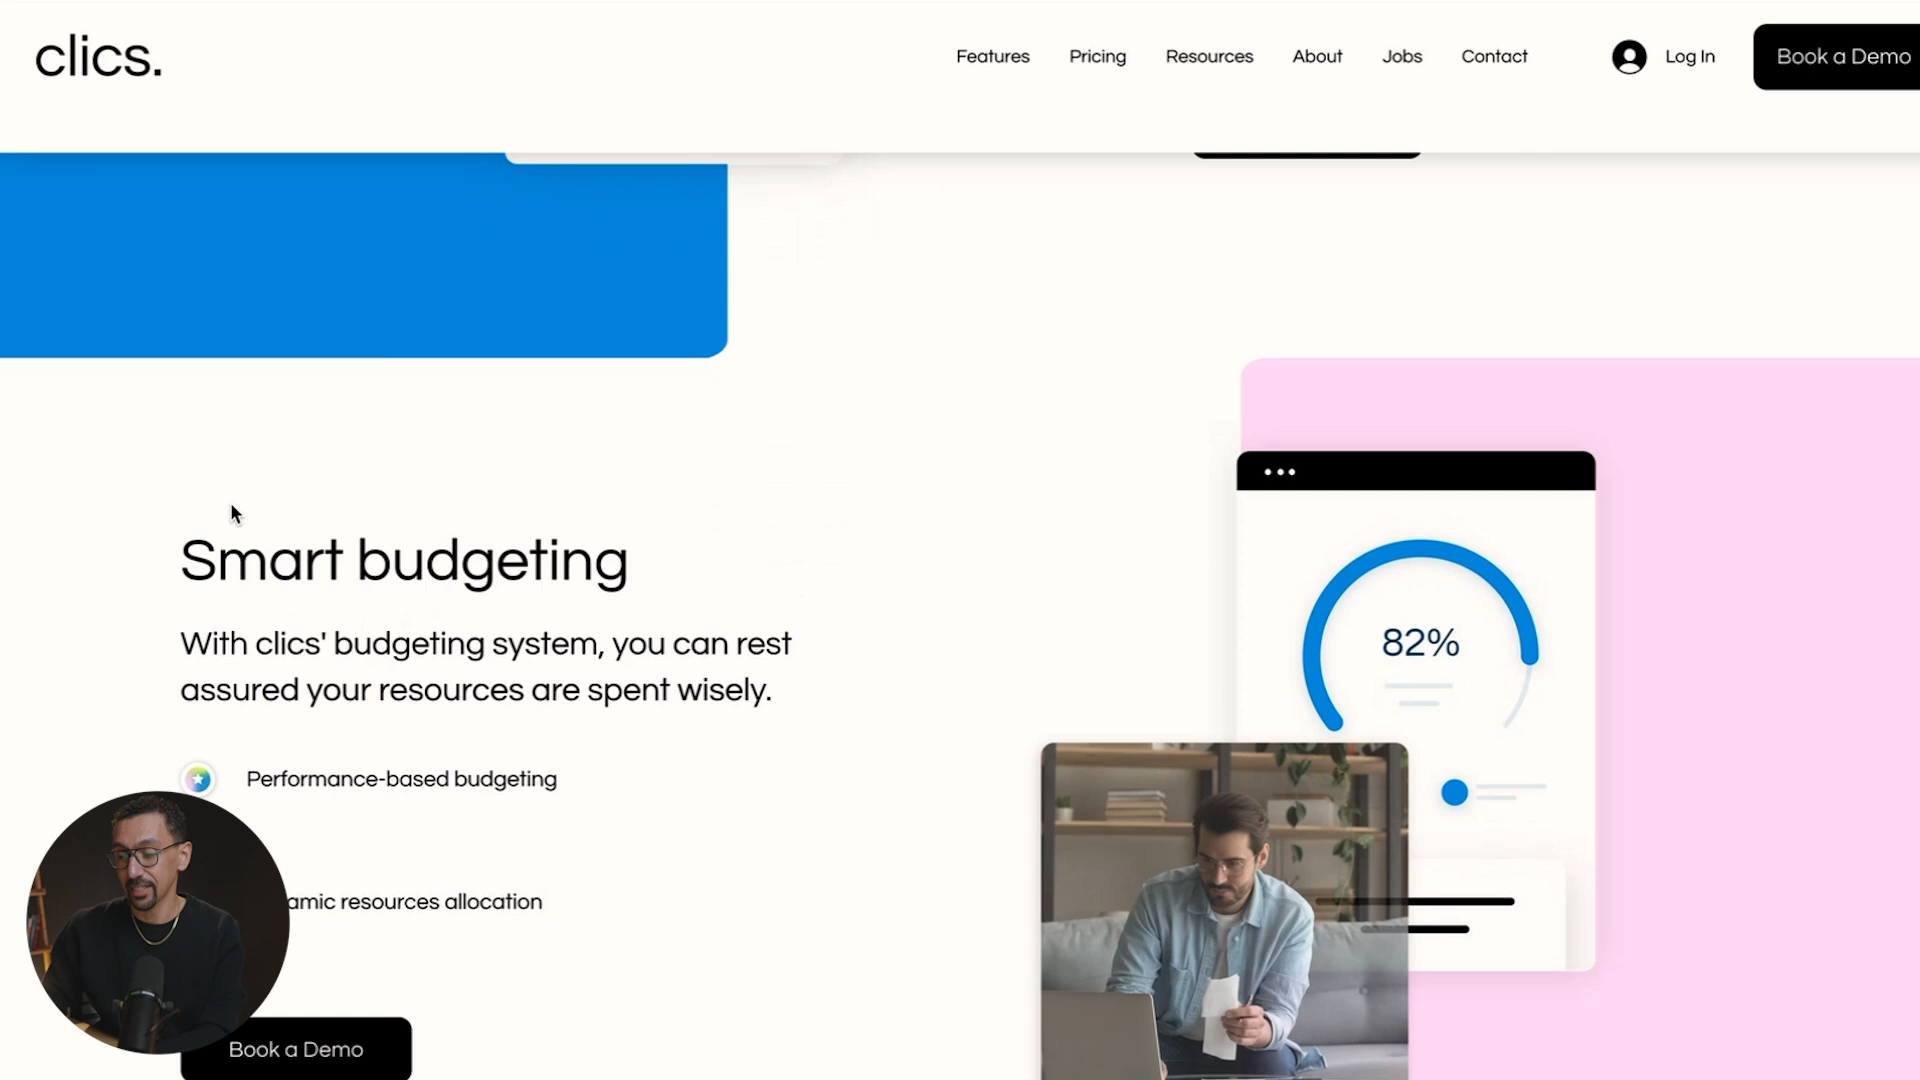 clics.
Features
Pricing
Resources
About
Jobs
Contact
Log In
Book a Demo
Smart budgeting
With clics' budgeting system, you can rest
assured your resources are spent wisely.
Performance-based budgeting
resources allocation
Book a Demo
82%